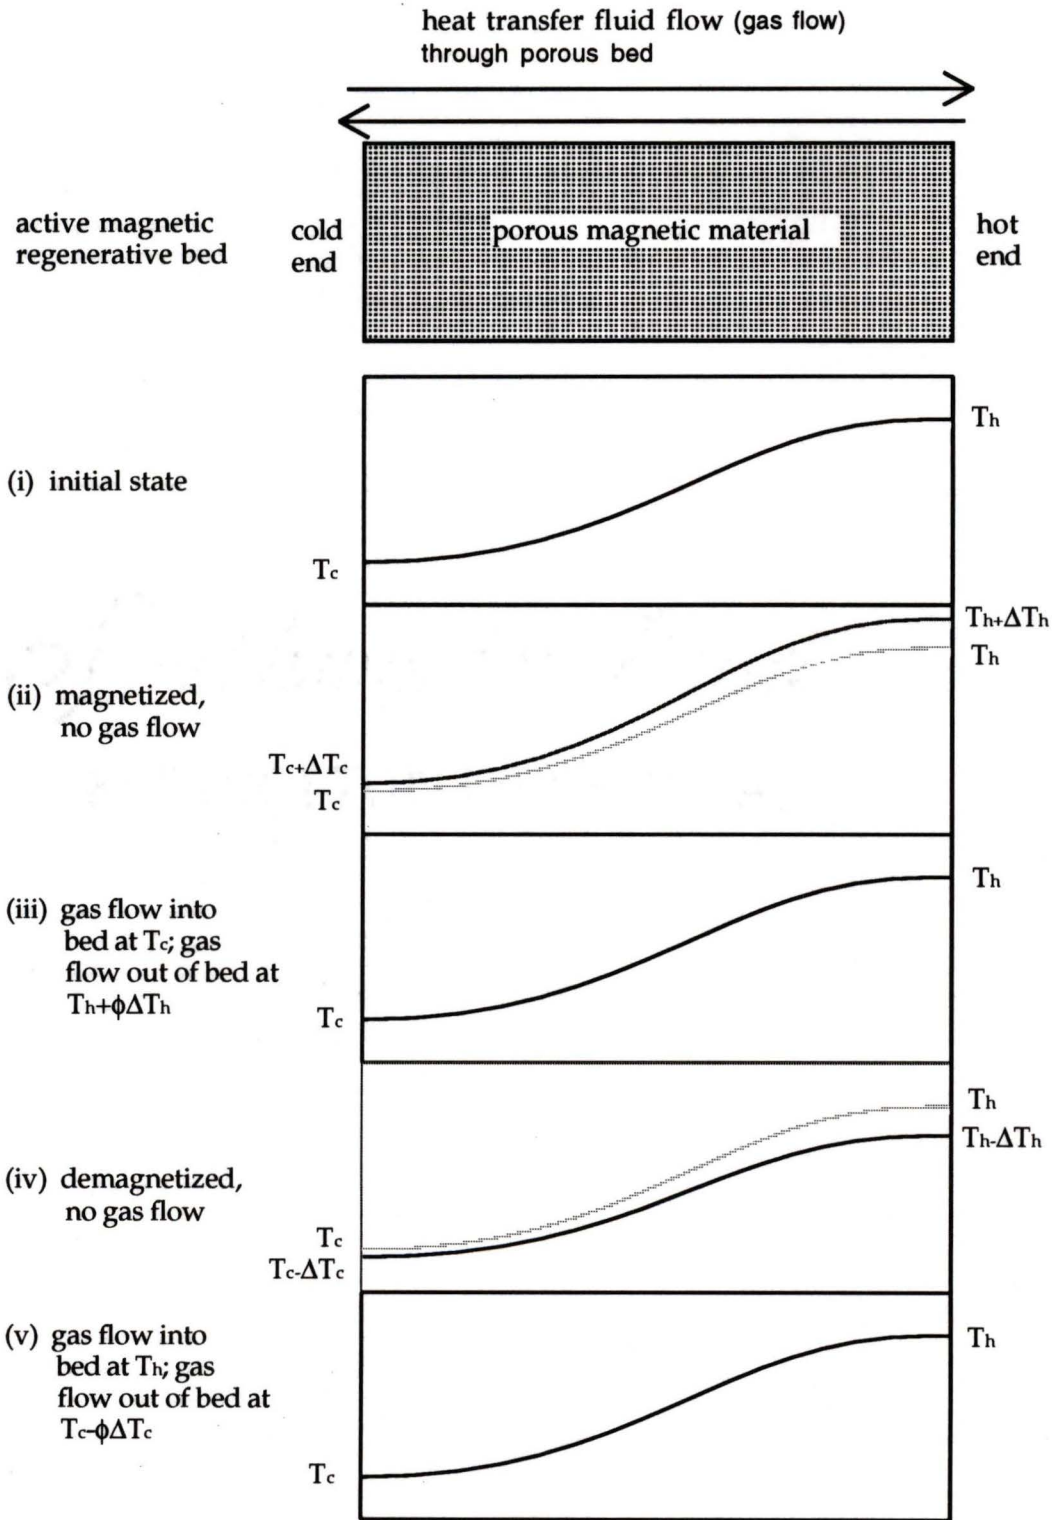 heat transfer fluid flow (gas flow)
through porous bed
active magnetic
regenerative bed
cold
end
porous magnetic material
hot
end
(i) initial state
Th
Tc
(ii) magnetized,
no gas flow
Th+ΔTh
Th
Tc+ΔTc
Tc
(iii) gas flow into
bed at Tc; gas
flow out of bed at
Th+ϕΔTh
Th
Tc
(iv) demagnetized,
no gas flow
Th
Th-ΔTh
Tc
Tc-ΔTc
(v) gas flow into
bed at Th; gas
flow out of bed at
Tc-ϕΔTc
Th
Tc